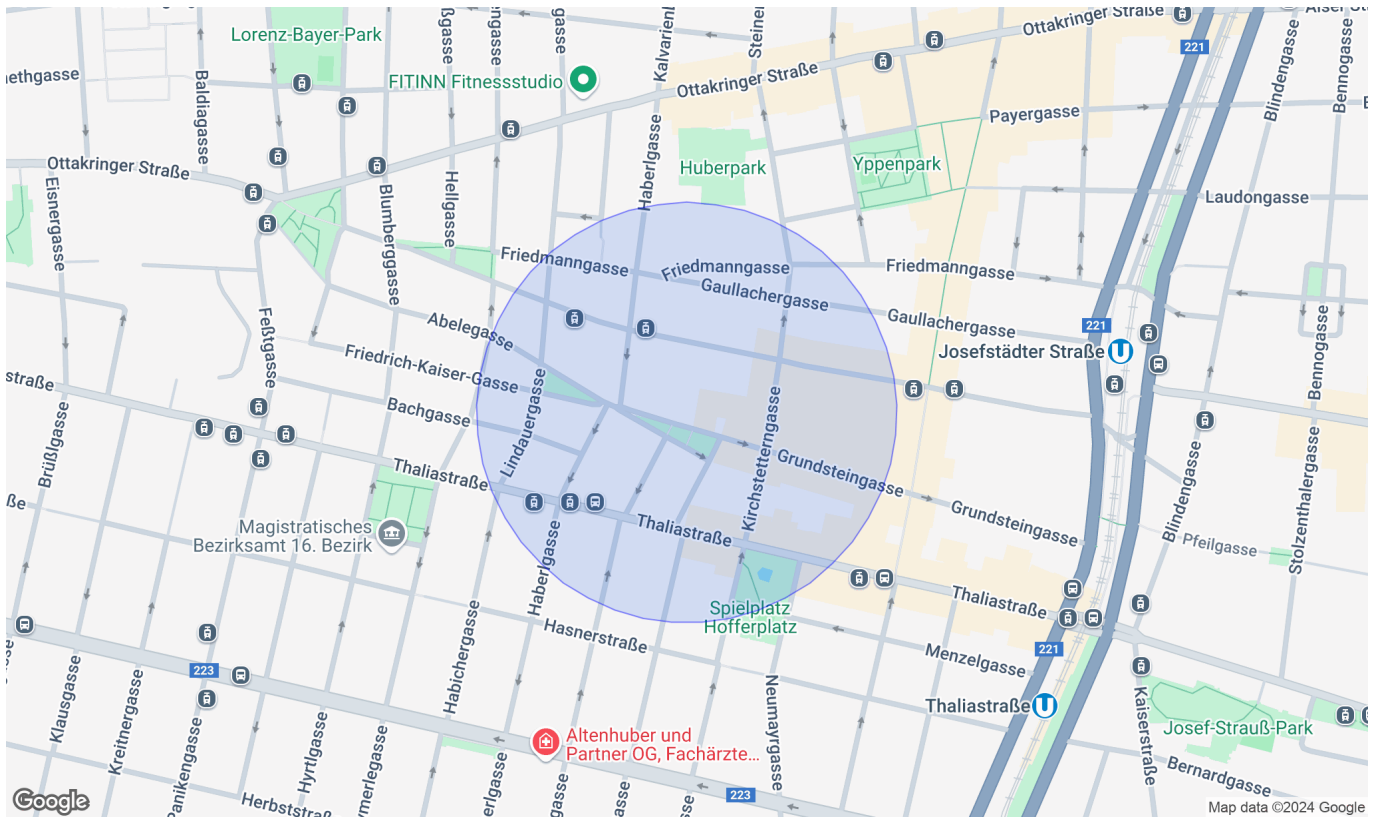 Ottakringer Straße
Lorenz-Bayer-Park
Ottakringer Straße
221
Blindengasse
Bennogasse
Baldiagasse
FITINN Fitnessstudio
Haberlgasse
Ottakringer Straße
Payergasse
Ottakringer Straße
Eisnergasse
Blumberggasse
Hellgasse
Huberpark
Yppenpark
Laudongasse
Friedmanngasse
Friedmanngasse
Gaullachergasse
Friedmanngasse
Gaullachergasse
221
Josefstädter Straße
U
Feßtgasse
Abelegasse
Friedrich-Kaiser-Gasse
Bachgasse
Lindauergasse
Kirchstetterngasse
Bennogasse
straße
Brüßlgasse
Thaliastraße
Grundsteingasse
Grundsteingasse
Blindengasse
Stolzenthalergasse
Pfeilgasse
Magistratisches
Bezirksamt 16. Bezirk
Thaliastraße
Haberlgasse
Spielplatz
Hofferplatz
Thaliastraße
Hasnerstraße
Menzelgasse
221
223
Klausgasse
Kreitnergasse
Panikengasse
Hyrtlgasse
Habichergasse
Neumayrgasse
Thaliastraße
U
Kaiserstraße
Josef-Strauß-Park
Altenhuber und
Partner OG, Fachärzte...
Bernardgasse
223
Google
Map data ©2024 Google